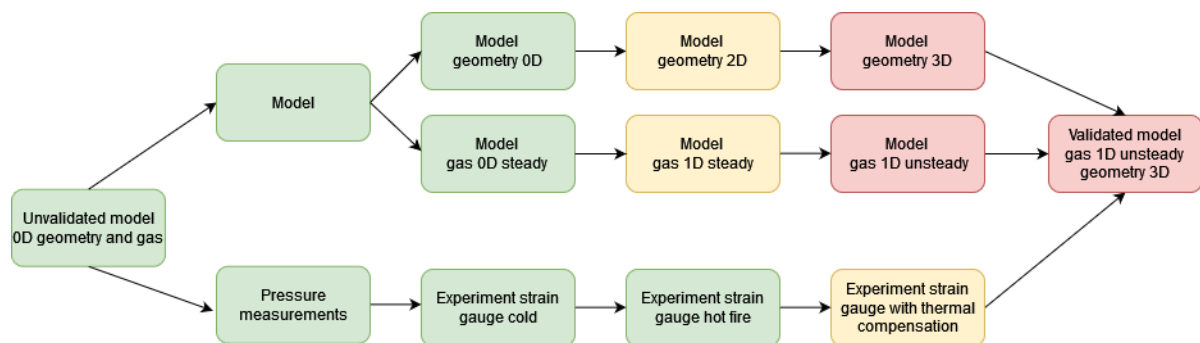 Model
geometry 0D
Model
geometry 2D
Model
geometry 3D
Model
Model
gas 0D steady
Model
gas 1D steady
Model
gas 1D unsteady
Validated model
gas 1D unsteady
geometry 3D
Unvalidated model
0D geometry and gas
Pressure
measurements
Experiment strain
gauge cold
Experiment strain
gauge hot fire
Experiment strain
gauge with thermal
compensation